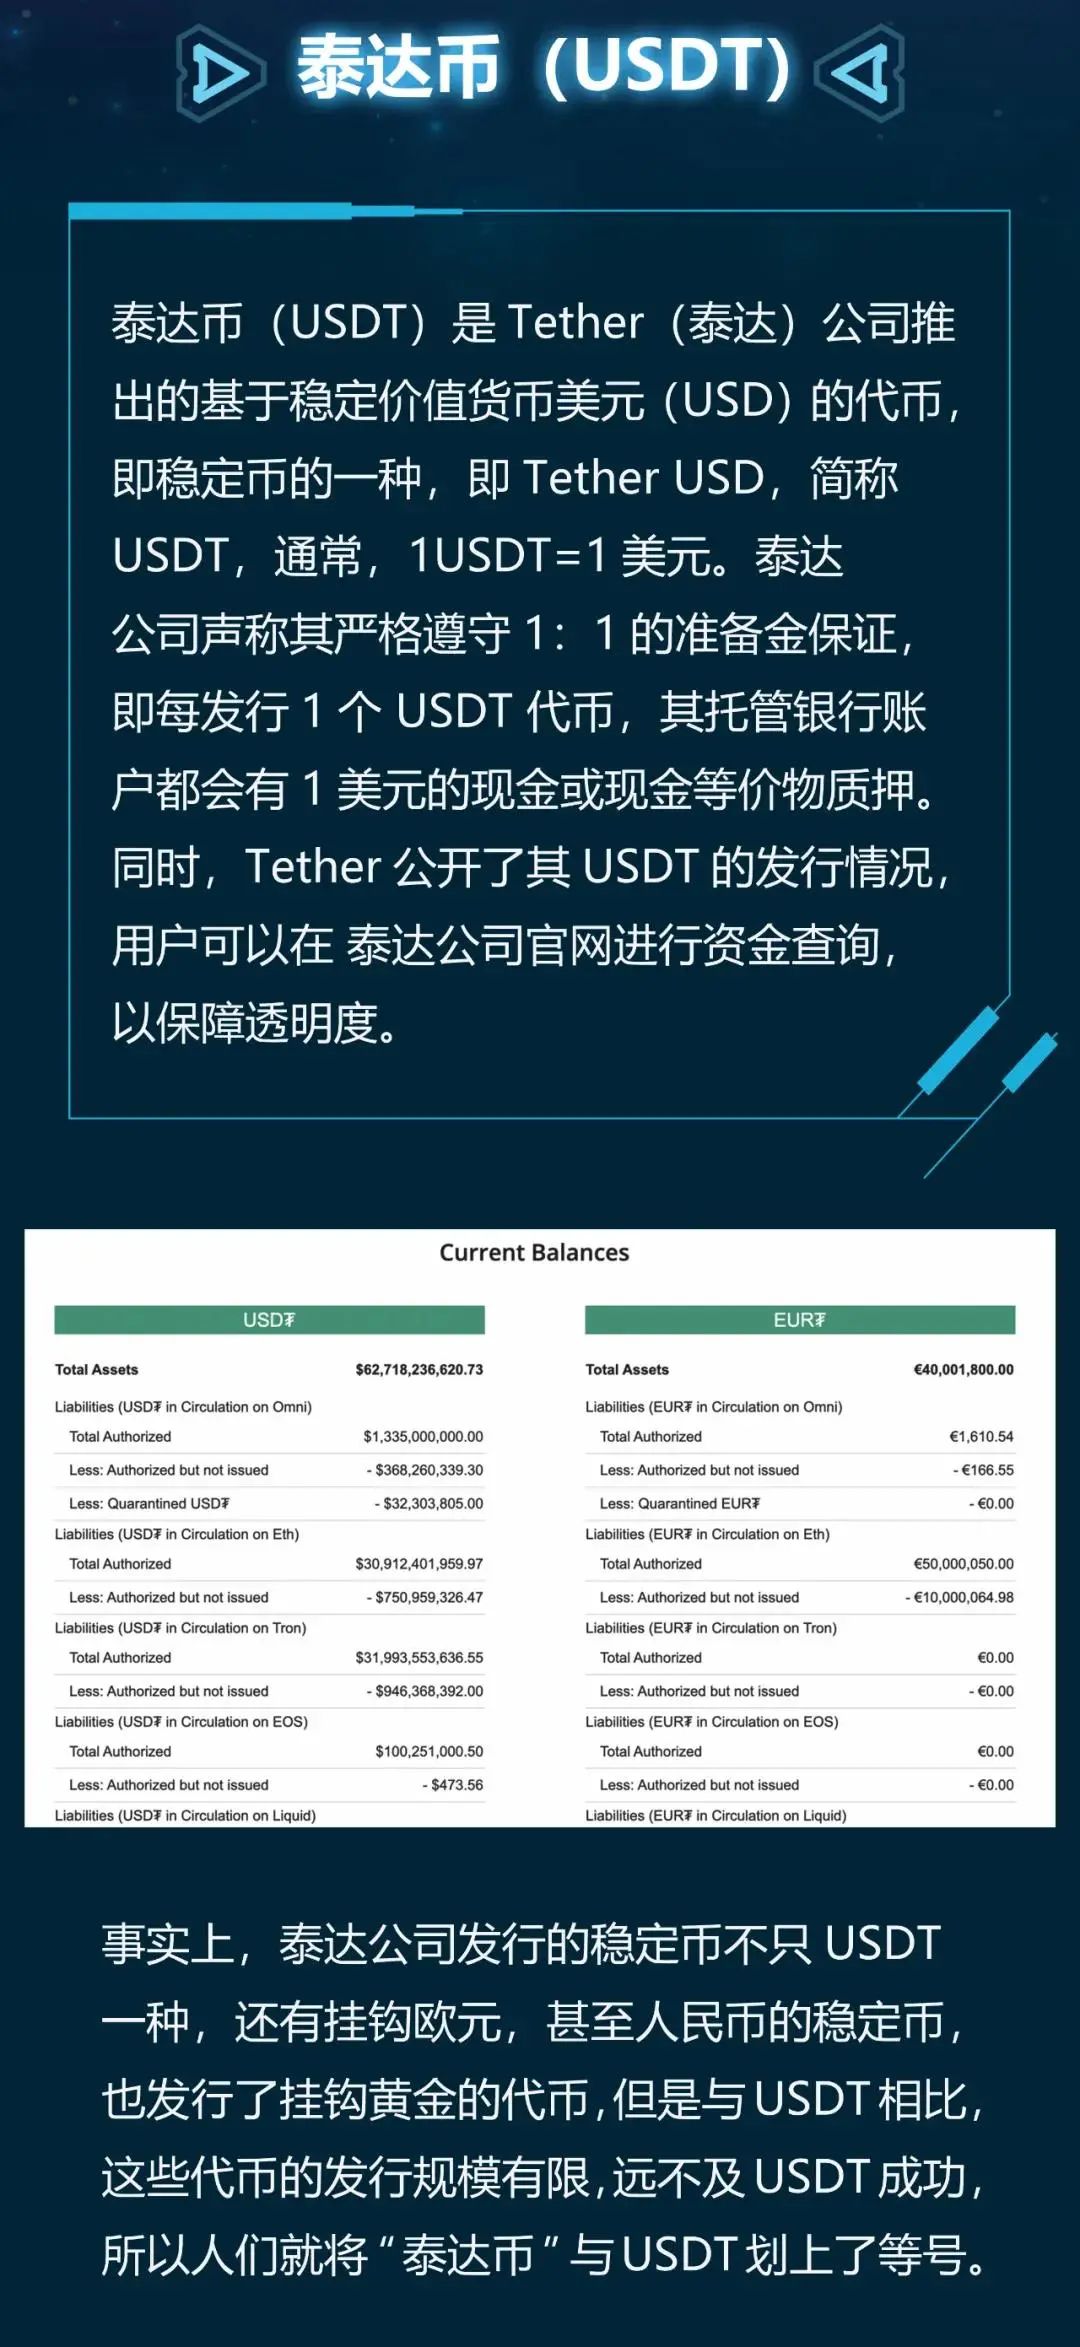 泰达币（USDT）
泰达币（USDT）是 Tether（泰达）公司推
出的基于稳定价值货币美元（USD）的代币，
即稳定币的一种，即 Tether USD，简称
USDT，通常，1USDT=1 美元。泰达
公司声称其严格遵守 1：1 的准备金保证，
即每发行 1 个 USDT 代币，其托管银行账
户都会有 1 美元的现金或现金等价物质押。
同时，Tether 公开了其 USDT 的发行情况，
用户可以在 泰达公司官网进行资金查询，
以保障透明度。
Current Balances
USD₮
Total Assets $62,718,236,620.73
Liabilities (USD₮ in Circulation on Omni)
Total Authorized $1,335,000,000.00
Less: Authorized but not issued - $368,260,339.30
Less: Quarantined USD₮ - $32,303,805.00
Liabilities (USD₮ in Circulation on Eth)
Total Authorized $30,912,401,959.97
Less: Authorized but not issued - $750,959,326.47
Liabilities (USD₮ in Circulation on Tron)
Total Authorized $31,993,553,636.55
Less: Authorized but not issued - $946,368,392.00
Liabilities (USD₮ in Circulation on EOS)
Total Authorized $100,251,000.50
Less: Authorized but not issued - $473.56
Liabilities (USD₮ in Circulation on Liquid)
EUR₮
Total Assets €40,001,800.00
Liabilities (EUR₮ in Circulation on Omni)
Total Authorized €1,610.54
Less: Authorized but not issued - €166.55
Less: Quarantined EUR₮ - €0.00
Liabilities (EUR₮ in Circulation on Eth)
Total Authorized €50,000,050.00
Less: Authorized but not issued - €10,000,064.98
Liabilities (EUR₮ in Circulation on Tron)
Total Authorized €0.00
Less: Authorized but not issued - €0.00
Liabilities (EUR₮ in Circulation on EOS)
Total Authorized €0.00
Less: Authorized but not issued - €0.00
Liabilities (EUR₮ in Circulation on Liquid)
事实上，泰达公司发行的稳定币不只 USDT
一种，还有挂钩欧元，甚至人民币的稳定币，
也发行了挂钩黄金的代币，但是与 USDT 相比，
这些代币的发行规模有限，远不及 USDT 成功，
所以人们就将“泰达币”与 USDT 划上了等号。